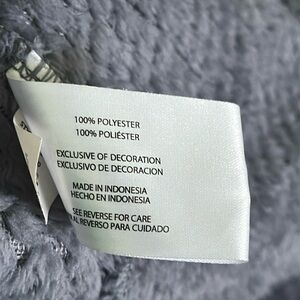 100% POLYESTER
100% POLIÉSTER
EXCLUSIVE OF DECORATION
EXCLUSIVO DE DECORACION
MADE IN INDONESIA
HECHO EN INDONESIA
SEE REVERSE FOR CARE
AL REVERSO PARA CUIDADO